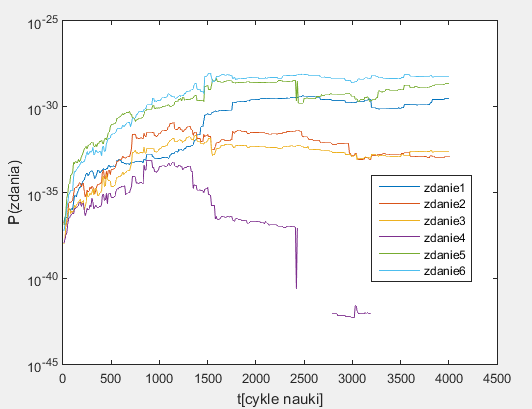 10^-25
10^-30
10^-35
10^-40
10^-45
P(zdania)
zdanie1
zdanie2
zdanie3
zdanie4
zdanie5
zdanie6
0 500 1000 1500 2000 2500 3000 3500 4000 4500
t[cykle nauki]